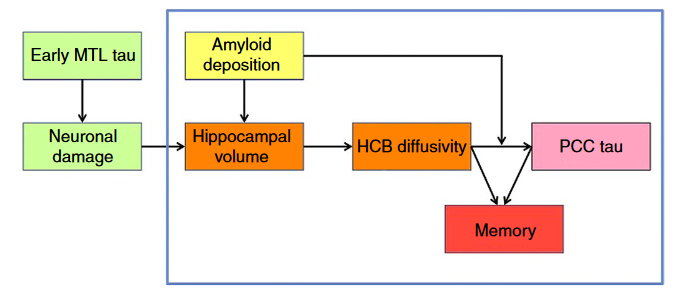 Early MTL tau
Amyloid
deposition
Neuronal
damage
Hippocampal
volume
HCB diffusivity
PCC tau
Memory